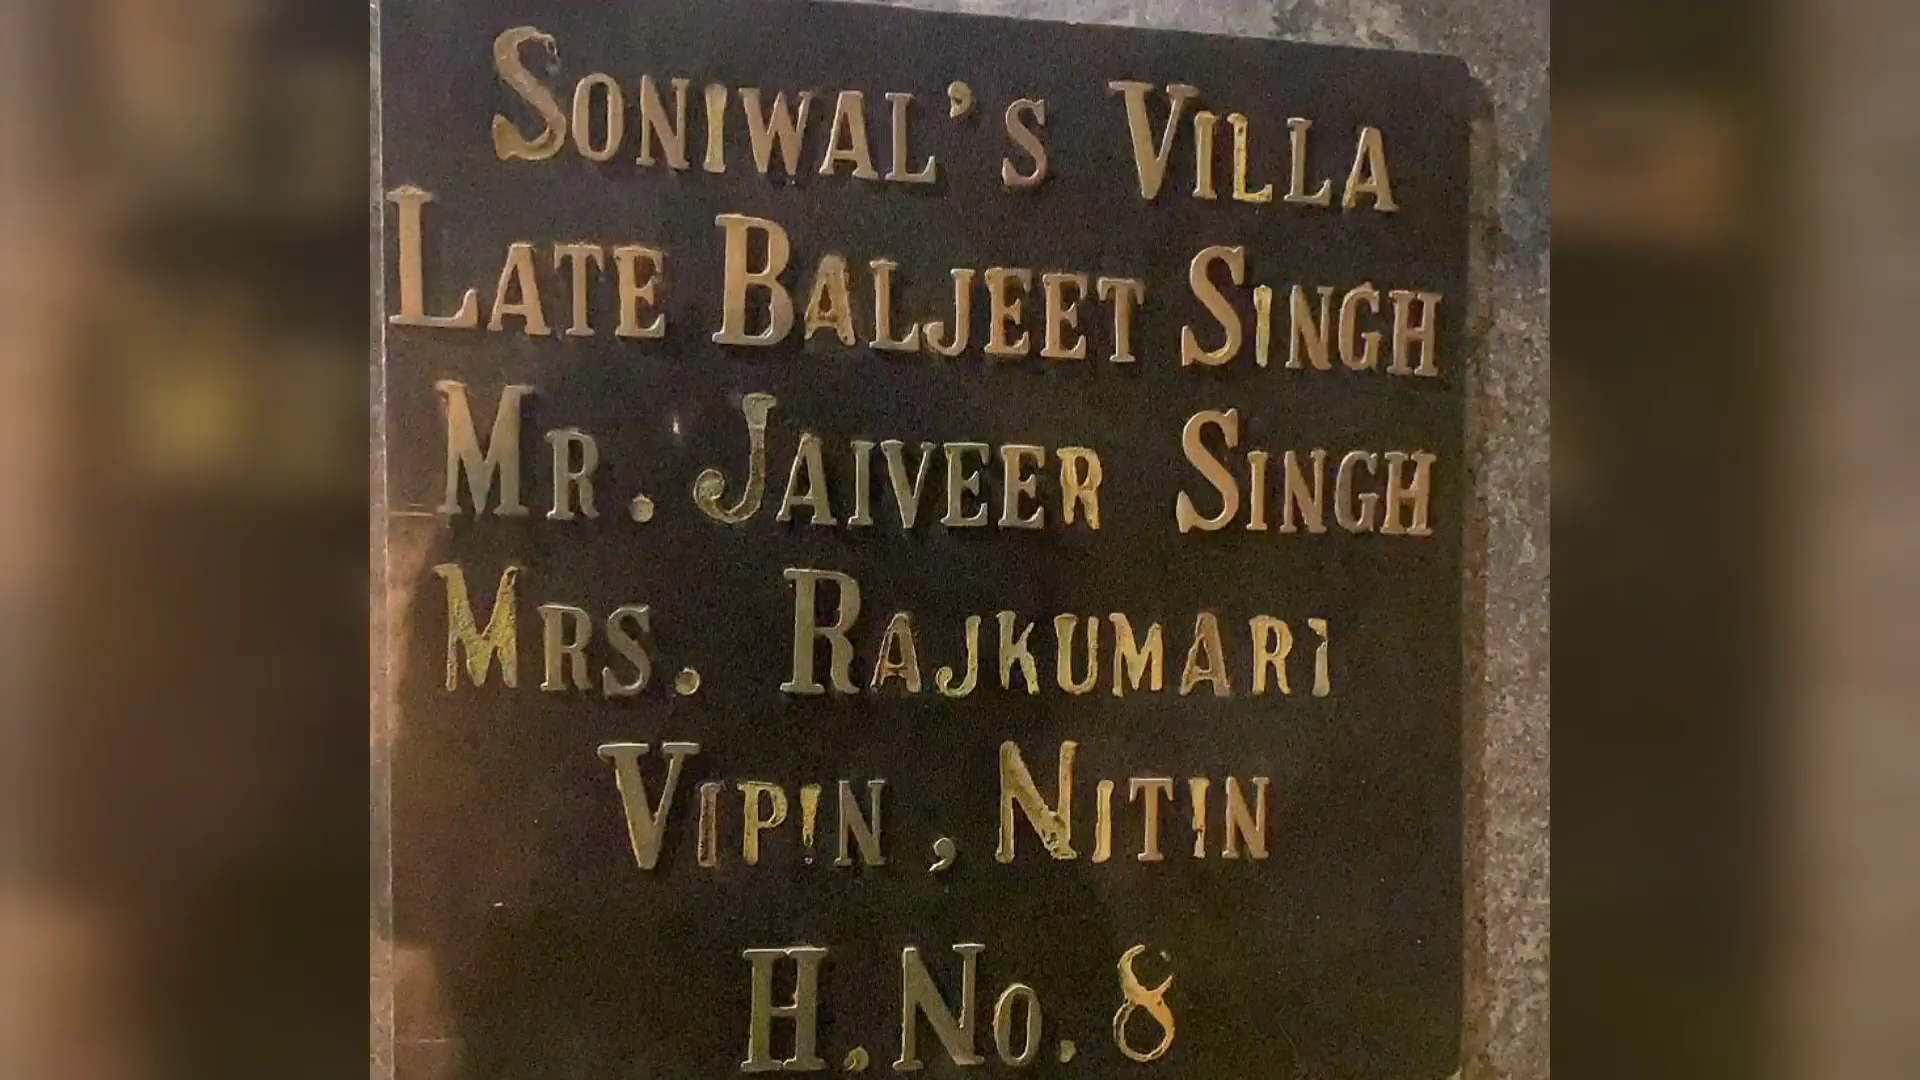 SONIWAL'S VILLA
LATE BALJEET SINGH
MR. JAIVEER SINGH
MRS. RAJKUMARI
VIPIN, NITIN
H.No. 8